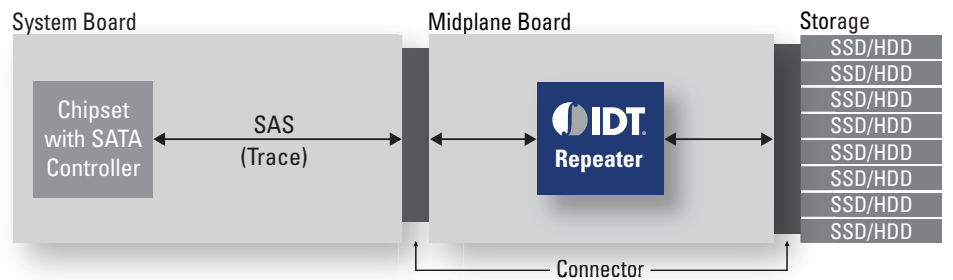 System Board
Midplane Board
Storage
Chipset
with SATA
Controller
SAS
(Trace)
IDT.
Repeater
SSD/HDD
SSD/HDD
SSD/HDD
SSD/HDD
SSD/HDD
SSD/HDD
SSD/HDD
SSD/HDD
Connector